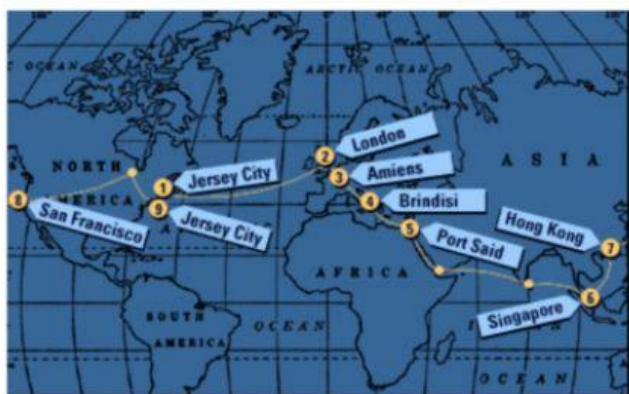 ARCTIC OCEAN
2 London
NORTH
1 Jersey City
3 Amiens
ASIA
8 San Francisco
AMERICA
9 Jersey City
4 Brindisi
5 Port Said
Hong Kong 7
AFRICA
Singapore 6
SOUTH
AMERICA
OCEAN
OCEAN